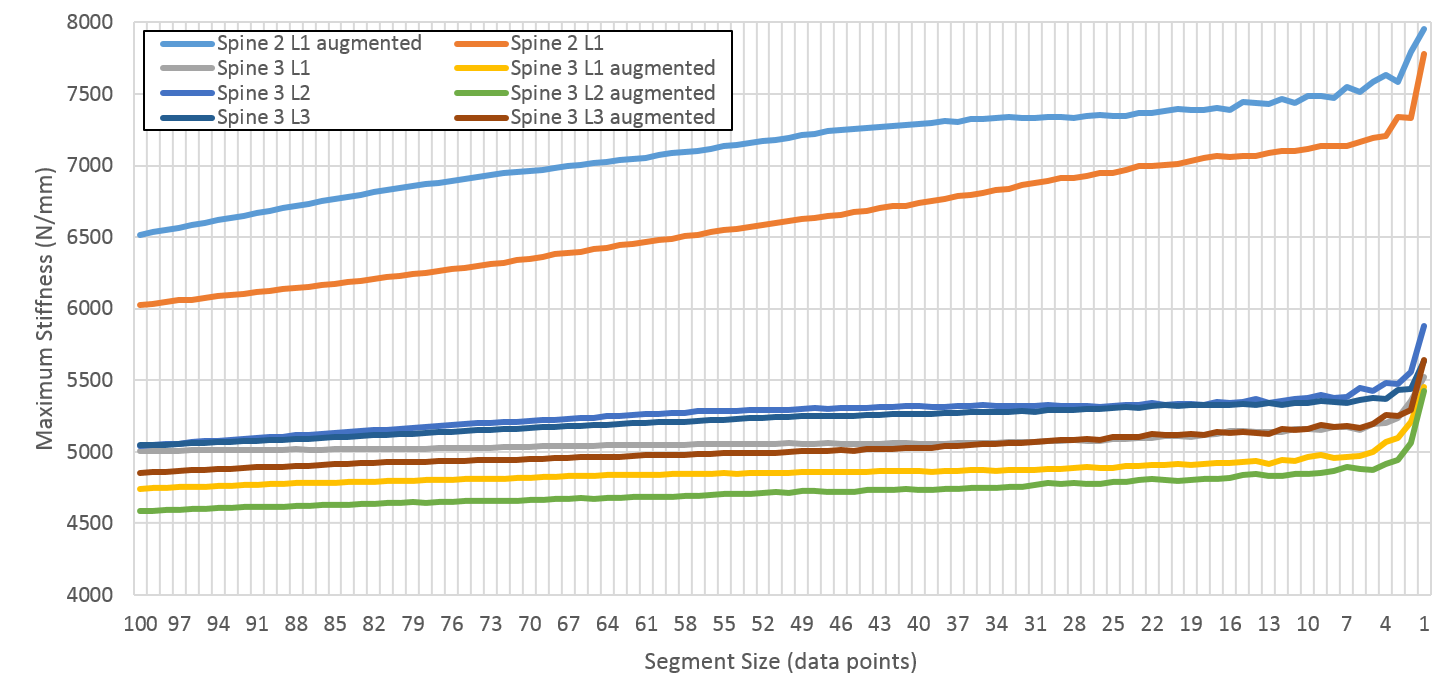 8000
7500
7000
6500
6000
5500
5000
4500
4000
Maximum Stiffness (N/mm)
Spine 2 L1 augmented Spine 2 L1
Spine 3 L1 Spine 3 L1 augmented
Spine 3 L2 Spine 3 L2 augmented
Spine 3 L3 Spine 3 L3 augmented
100 97 94 91 88 85 82 79 76 73 70 67 64 61 58 55 52 49 46 43 40 37 34 31 28 25 22 19 16 13 10 7 4 1
Segment Size (data points)